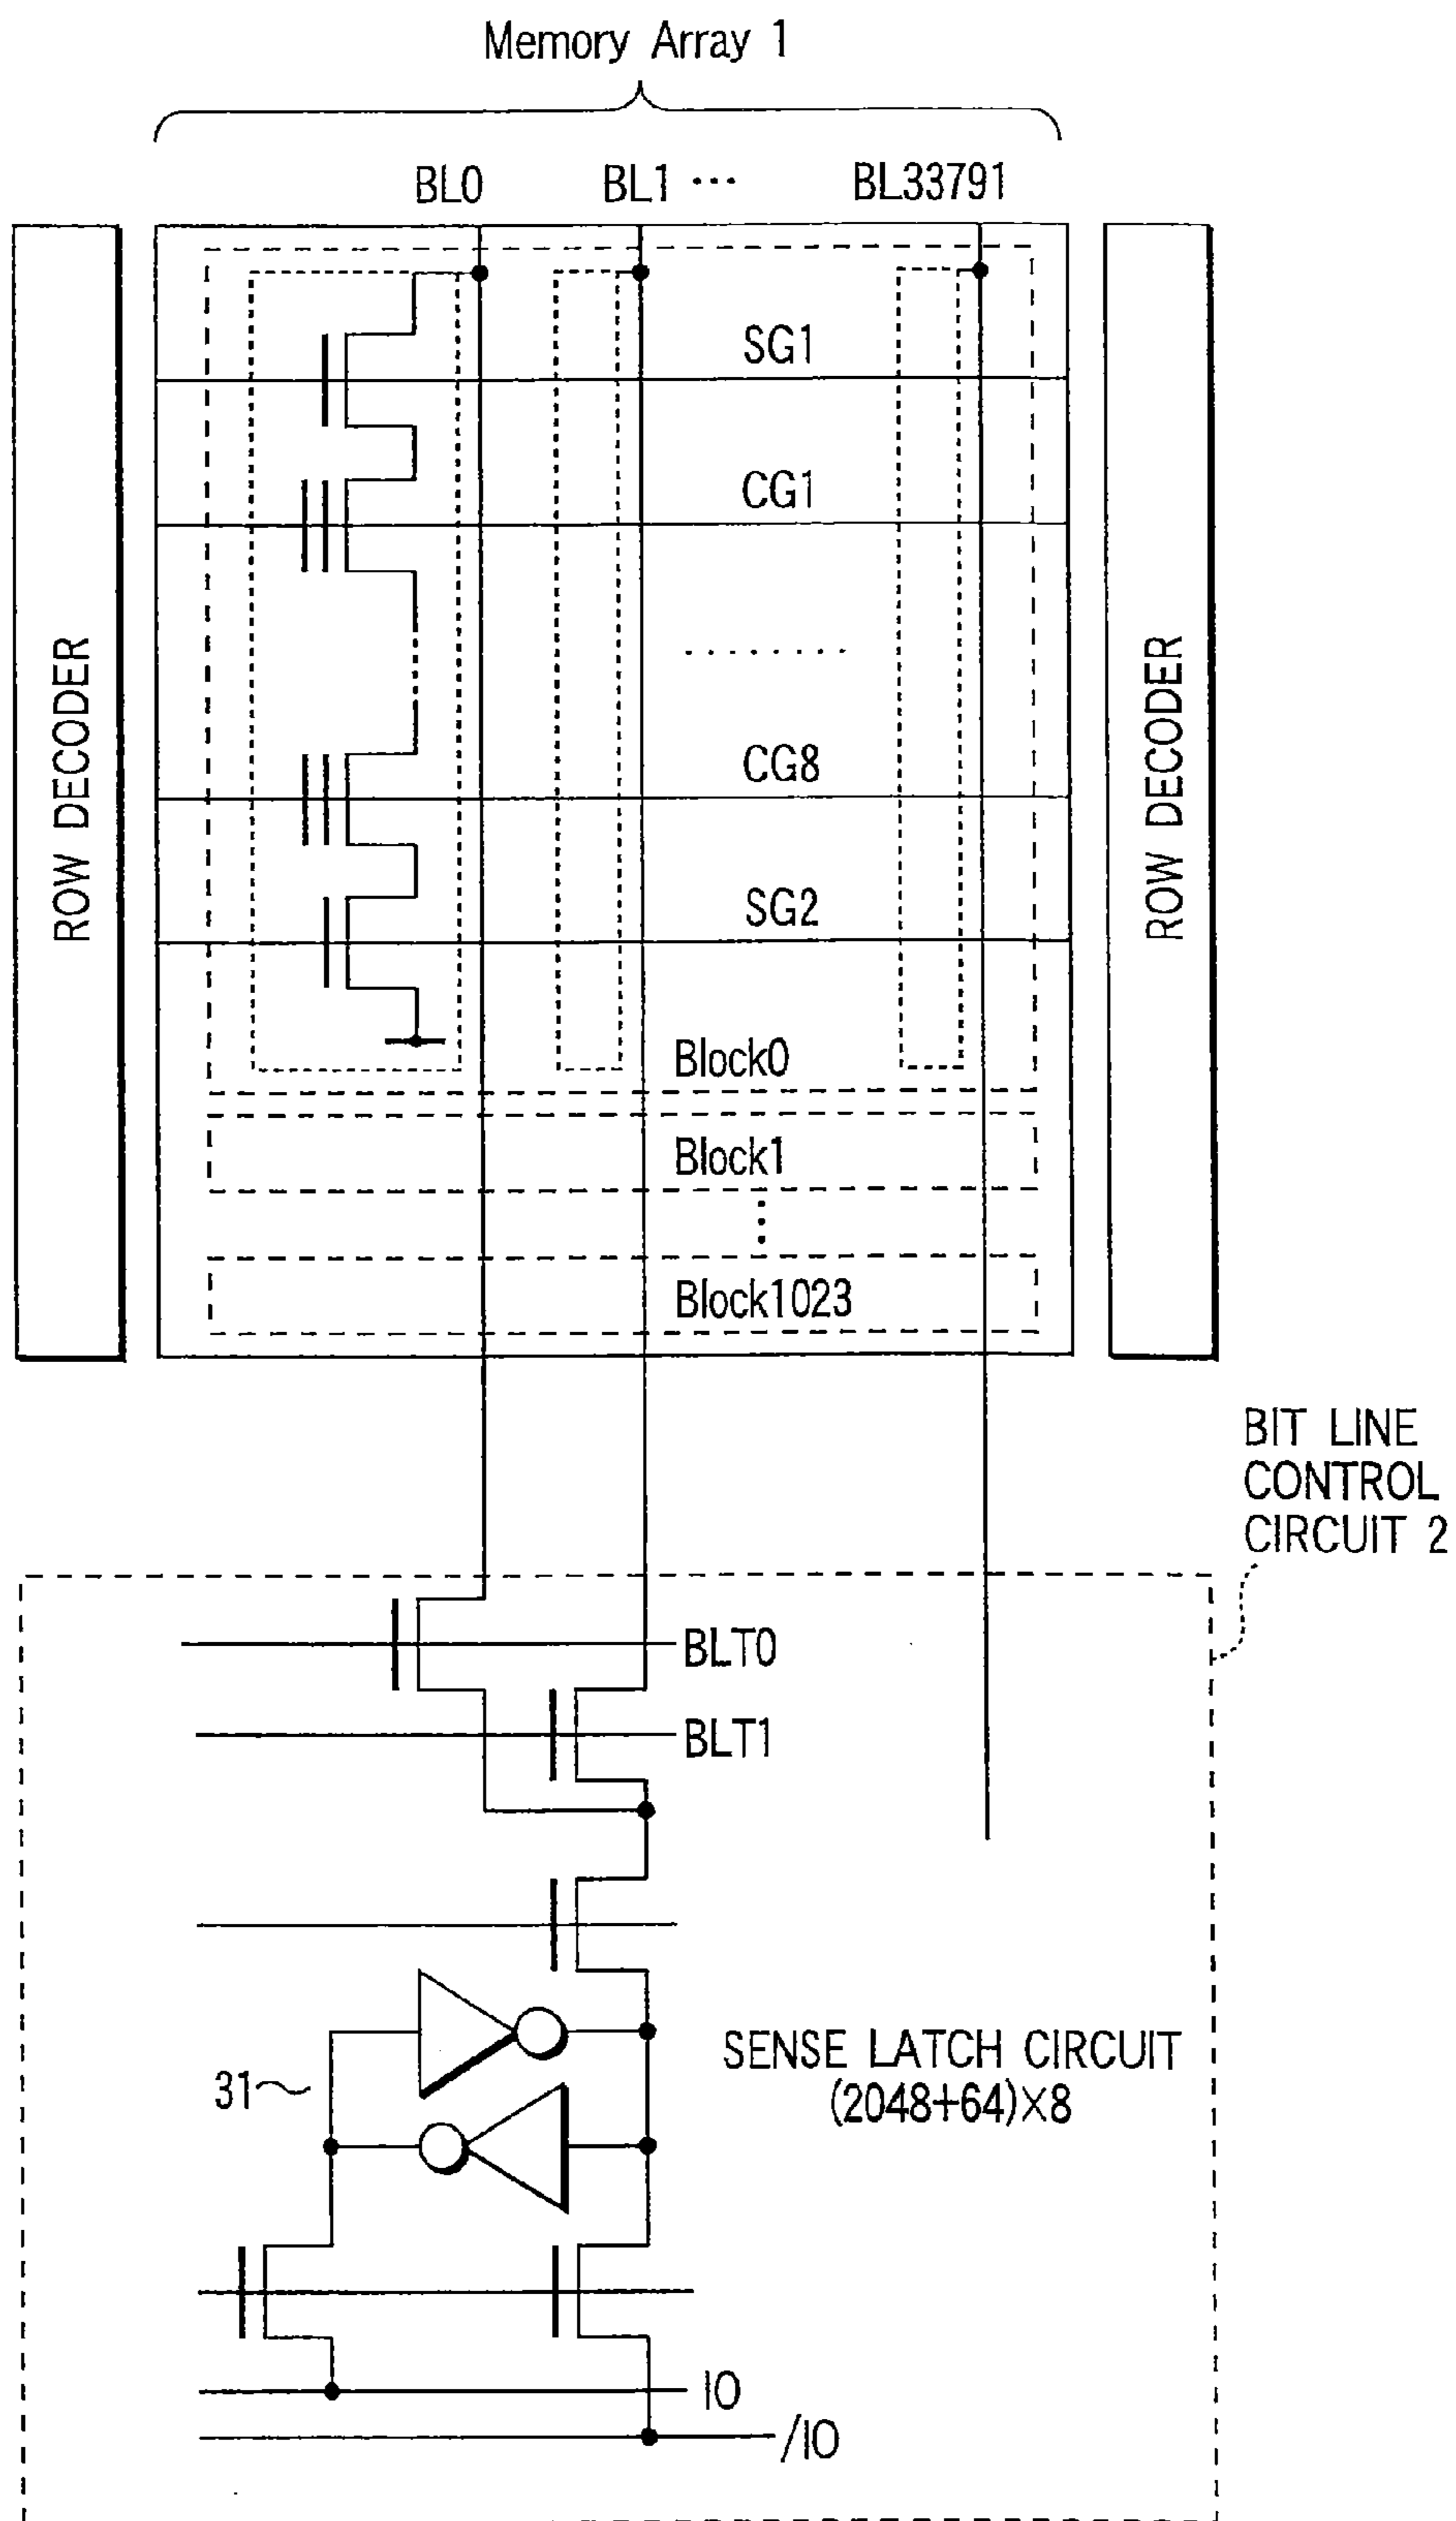 Memory Array 1
BL0 BL1 ··· BL33791
SG1
CG1
ROW DECODER
ROW DECODER
·········
CG8
SG2
Block0
Block1
⋮
Block1023
BIT LINE
CONTROL
CIRCUIT 2
BLT0
BLT1
SENSE LATCH CIRCUIT
(2048+64)×8
31
IO
/IO